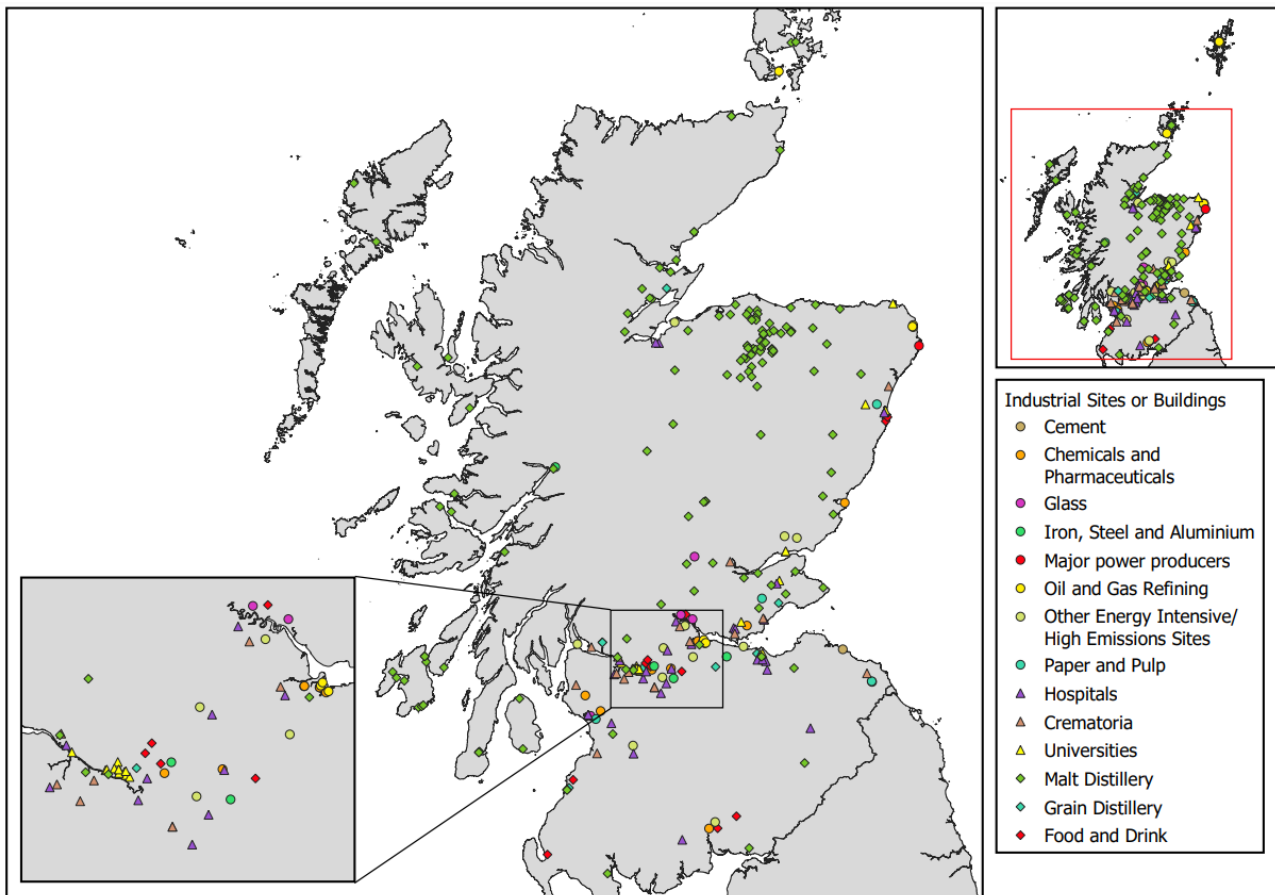 Industrial Sites or Buildings
Cement
Chemicals and
Pharmaceuticals
Glass
Iron, Steel and Aluminium
Major power producers
Oil and Gas Refining
Other Energy Intensive/
High Emissions Sites
Paper and Pulp
Hospitals
Crematoria
Universities
Malt Distillery
Grain Distillery
Food and Drink